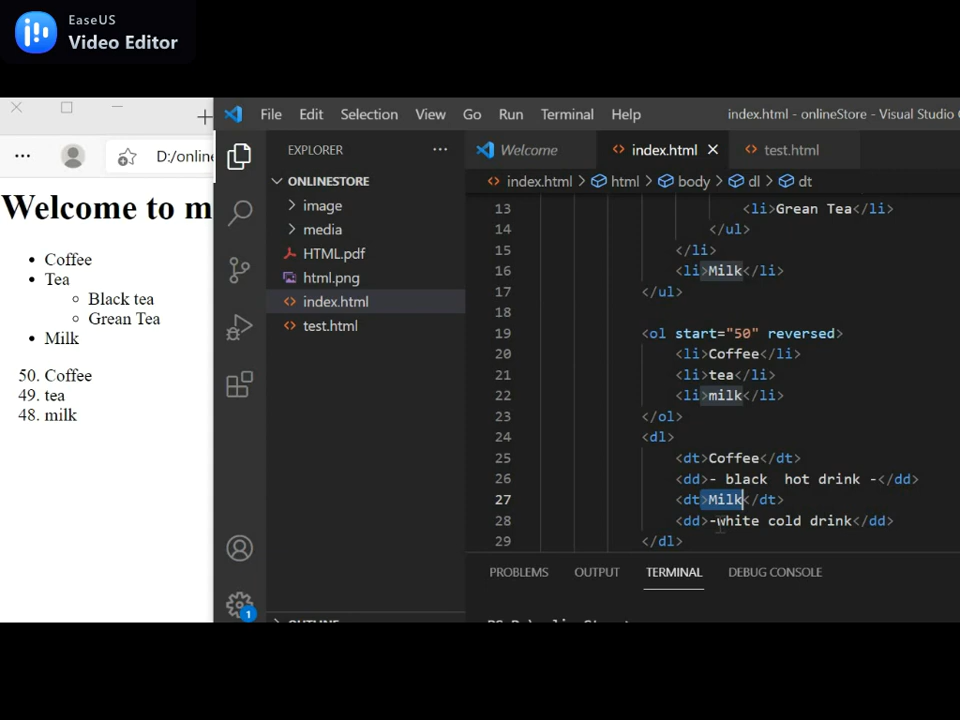 EaseUS
Video Editor
File Edit Selection View Go Run Terminal Help index.html - onlineStore - Visual Studio
D:/online
EXPLORER
Welcome
index.html
test.html
ONLINESTORE
index.html > html > body > dl > dt
image
media
HTML.pdf
html.png
index.html
test.html
Welcome to m
Coffee
Tea
Black tea
Grean Tea
Milk
50. Coffee
49. tea
48. milk
13 <li>Grean Tea</li>
14 </ul>
15 </li>
16 <li>Milk</li>
17 </ul>
18
19 <ol start="50" reversed>
20 <li>Coffee</li>
21 <li>tea</li>
22 <li>milk</li>
23 </ol>
24 <dl>
25 <dt>Coffee</dt>
26 <dd>- black  hot drink -</dd>
27 <dt>Milk</dt>
28 <dd>-white cold drink</dd>
29 </dl>
PROBLEMS OUTPUT TERMINAL DEBUG CONSOLE
1